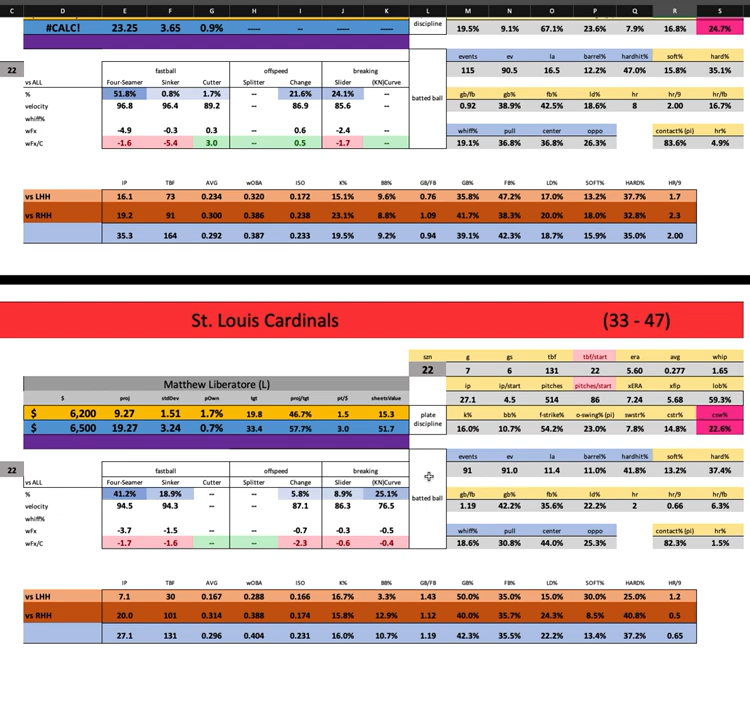 C D E F G H I J K L M N O P Q R S
#CALC! 23.25 3.65 0.9% ---- -- ---- -- discipline 19.5% 9.1% 67.1% 23.6% 7.9% 16.8% 24.7%
events ev la barrel% hardhit% soft% hard%
22 fastball offspeed breaking 115 90.5 16.5 12.2% 47.0% 15.8% 35.1%
vs ALL Four-Seamer Sinker Cutter Splitter Change Slider (KN)Curve
% 51.8% 0.8% 1.7% -- 21.6% 24.1% -- batted ball gb/fb gb% fb% ld% hr hr/9 hr/fb
velocity 96.8 96.4 89.2 -- 86.9 85.6 -- 0.92 38.9% 42.5% 18.6% 8 2.00 16.7%
whiff%
wFx -4.9 -0.3 0.3 -- 0.6 -2.4 -- whiff% pull center oppo contact% (pi) hr%
wFx/C -1.6 -5.4 3.0 -- 0.5 -1.7 -- 19.1% 36.8% 36.8% 26.3% 83.6% 4.9%
IP TBF AVG wOBA ISO K% BB% GB/FB GB% FB% LD% SOFT% HARD% HR/9
vs LHH 16.1 73 0.234 0.320 0.172 15.1% 9.6% 0.76 35.8% 47.2% 17.0% 13.2% 37.7% 1.7
vs RHH 19.2 91 0.300 0.386 0.238 23.1% 8.8% 1.09 41.7% 38.3% 20.0% 18.0% 32.8% 2.3
35.3 164 0.292 0.387 0.233 19.5% 9.2% 0.94 39.1% 42.3% 18.7% 15.9% 35.0% 2.00
St. Louis Cardinals (33 - 47)
szn g gs tbf tbf/start era avg whip
22 7 6 131 22 5.60 0.277 1.65
Matthew Liberatore (L) ip ip/start pitches pitches/start xERA xfip lob%
$ proj stdDev pOwn tgt proj/tgt pt/$ sheetsValue 27.1 4.5 514 86 7.24 5.68 59.3%
$ 6,200 9.27 1.51 1.7% 19.8 46.7% 1.5 15.3 plate discipline k% bb% f-strike% o-swing% (pi) swstr% cstr% csw%
$ 6,500 19.27 3.24 0.7% 33.4 57.7% 3.0 51.7 16.0% 10.7% 54.2% 23.0% 7.8% 14.8% 22.6%
events ev la barrel% hardhit% soft% hard%
22 fastball offspeed breaking 91 91.0 11.4 11.0% 41.8% 13.2% 37.4%
vs ALL Four-Seamer Sinker Cutter Splitter Change Slider (KN)Curve
% 41.2% 18.9% -- -- 5.8% 8.9% 25.1% batted ball gb/fb gb% fb% ld% hr hr/9 hr/fb
velocity 94.5 94.3 -- -- 87.1 86.3 76.5 1.19 42.2% 35.6% 22.2% 2 0.66 6.3%
whiff%
wFx -3.7 -1.5 -- -- -0.7 -0.3 -0.5 whiff% pull center oppo contact% (pi) hr%
wFx/C -1.7 -1.6 -- -- -2.3 -0.6 -0.4 18.6% 30.8% 44.0% 25.3% 82.3% 1.5%
IP TBF AVG wOBA ISO K% BB% GB/FB GB% FB% LD% SOFT% HARD% HR/9
vs LHH 7.1 30 0.167 0.288 0.166 16.7% 3.3% 1.43 50.0% 35.0% 15.0% 30.0% 25.0% 1.2
vs RHH 20.0 101 0.314 0.388 0.174 15.8% 12.9% 1.12 40.0% 35.7% 24.3% 8.5% 40.8% 0.5
27.1 131 0.296 0.404 0.231 16.0% 10.7% 1.19 42.3% 35.5% 22.2% 13.4% 37.2% 0.65